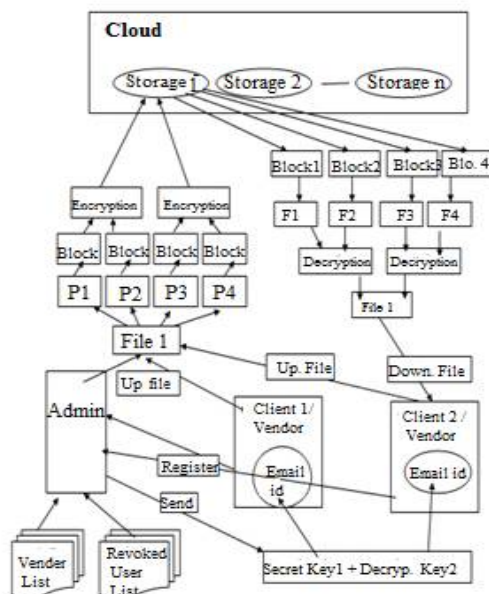 Cloud
Storage 1 Storage 2 Storage n
Block1 Block2 Block3 Blo. 4
Encryption Encryption
F1 F2 F3 F4
Block Block Block Block
Decryption Decryption
P1 P2 P3 P4
File 1
File 1
Up. File Down. File
Up file
Admin
Client 1/
Vendor
Client 2 /
Vendor
Register
Email
id
Email id
Send
Vender
List
Revoked
User
List
Secret Key1 + Decryp. Key2